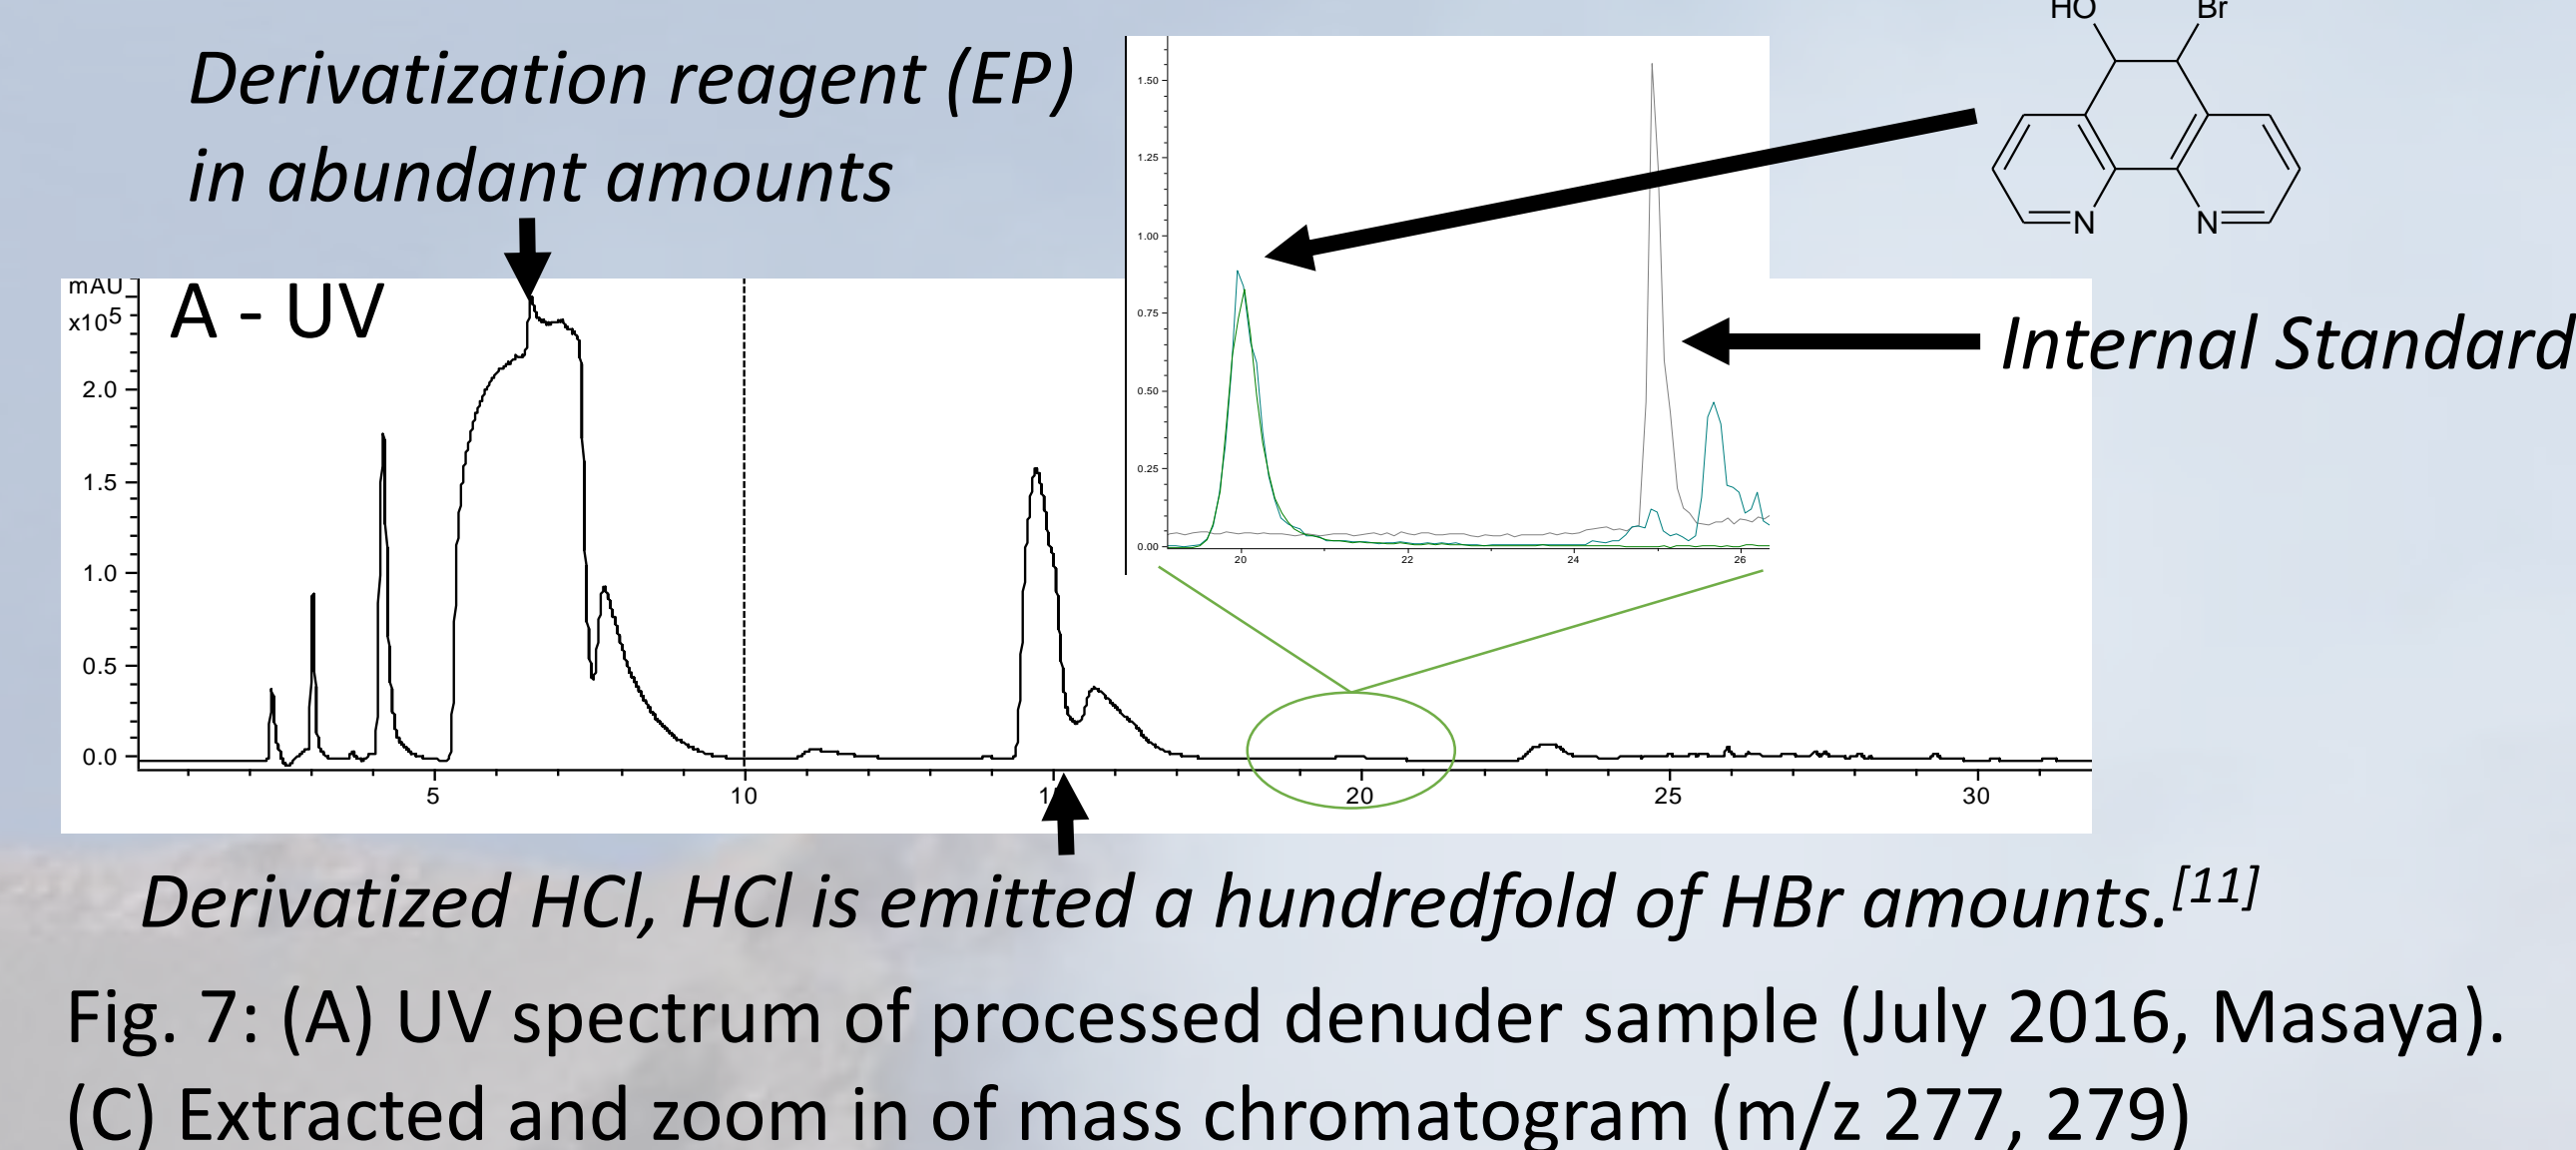 Derivatization reagent (EP)
in abundant amounts
HO Br
N N
1.50
1.25
1.00
0.75
0.50
0.25
0.00
20 22 24 26
Internal Standard
mAU
x10⁵
A - UV
2.0
1.5
1.0
0.5
0.0
5 10 20 25 30
Derivatized HCl, HCl is emitted a hundredfold of HBr amounts.[11]
Fig. 7: (A) UV spectrum of processed denuder sample (July 2016, Masaya).
(C) Extracted and zoom in of mass chromatogram (m/z 277, 279)